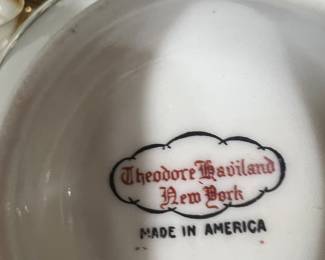 Theodore Haviland
New York
MADE IN AMERICA